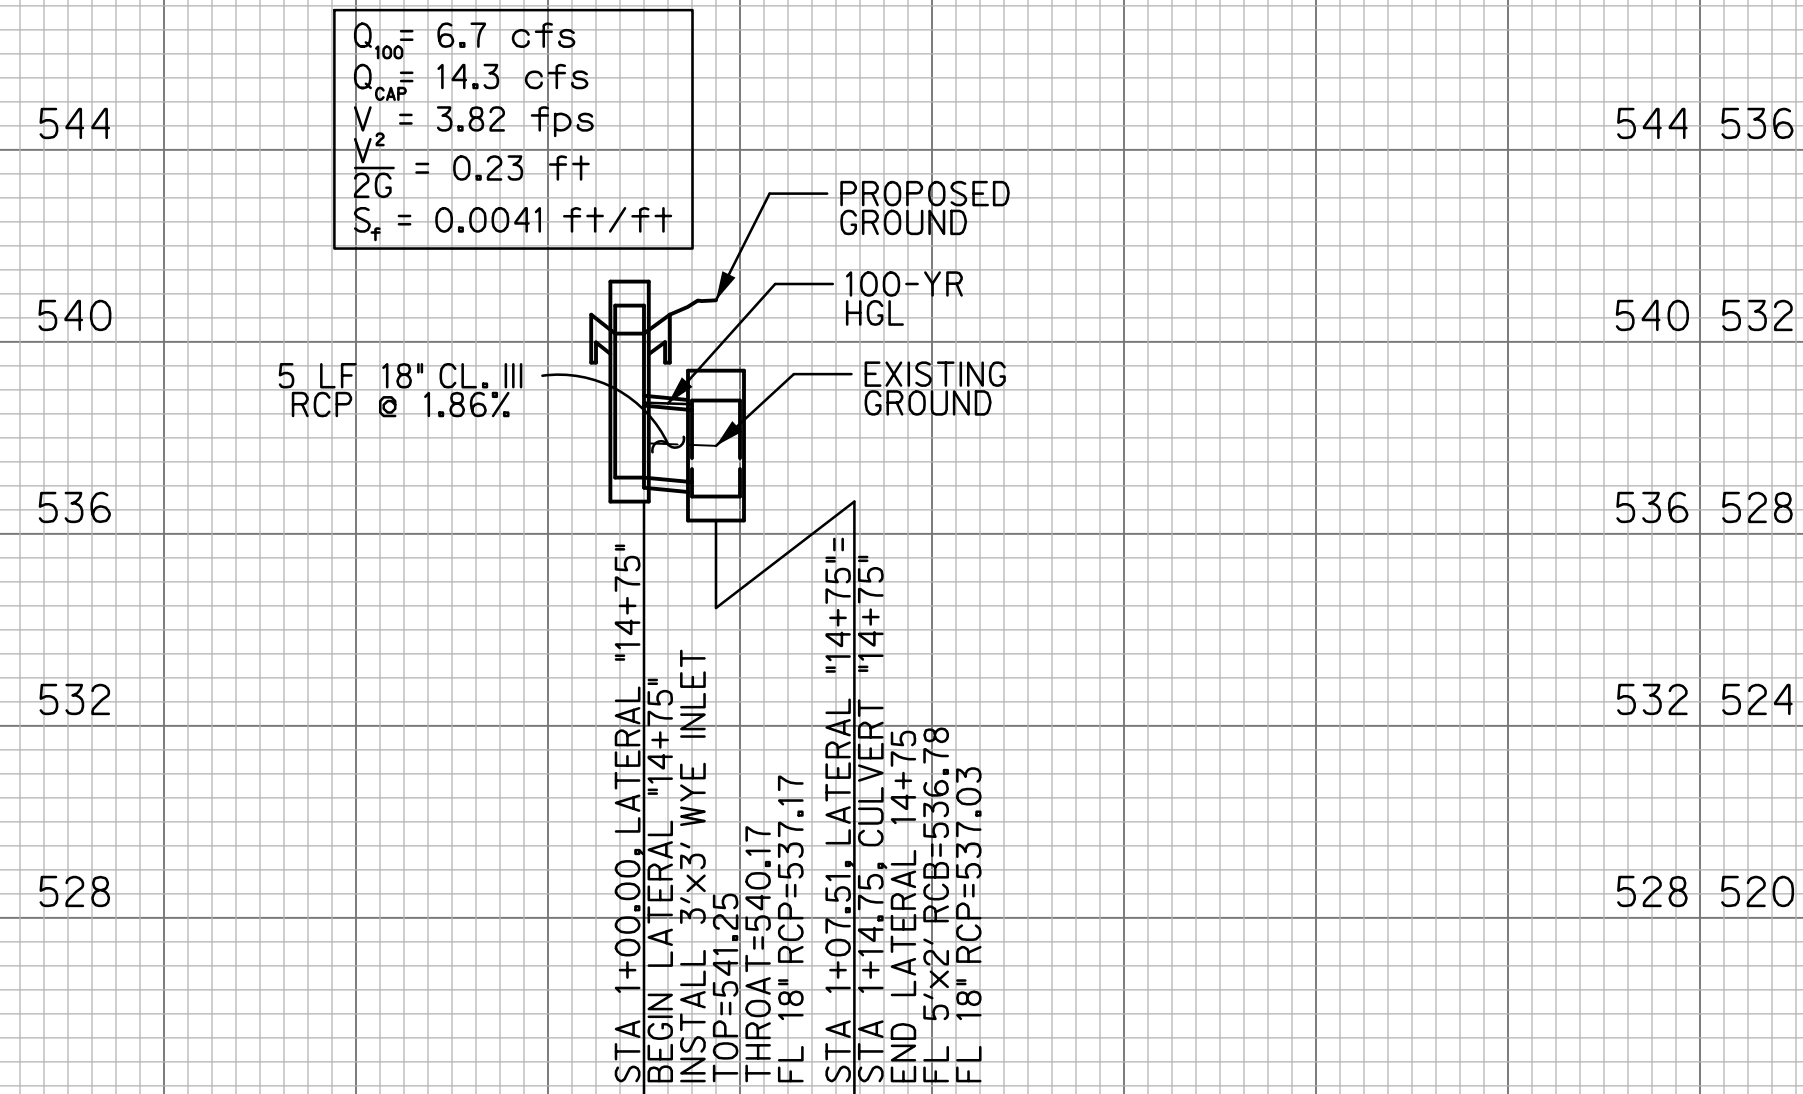 Q100= 6.7 cfs
QCAP= 14.3 cfs
V = 3.82 fps
V²
2G = 0.23 ft
Sf = 0.0041 ft/ft
544
544 536
PROPOSED
GROUND
100-YR
HGL
540
540 532
5 LF 18" CL. III
RCP @ 1.86%
EXISTING
GROUND
536
536 528
532
532 524
528
528 520
STA 1+00.00, LATERAL "14+75"
BEGIN LATERAL "14+75"
INSTALL 3'x3' WYE INLET
TOP=541.25
THROAT=540.17
FL 18" RCP=537.17
STA 1+07.51, LATERAL "14+75"=
STA 1+14.75, CULVERT "14+75"
END LATERAL 14+75
FL 5'x2' RCB=536.78
FL 18" RCP=537.03